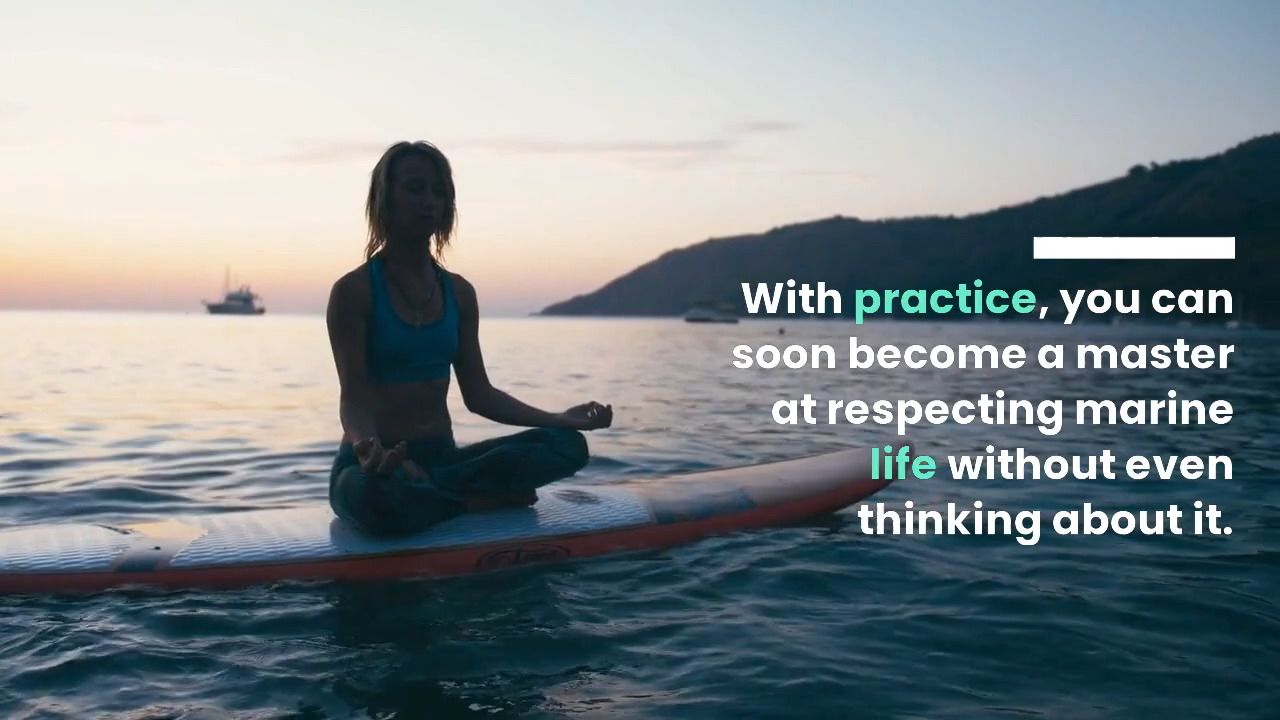 With practice, you can
soon become a master
at respecting marine
life without even
thinking about it.